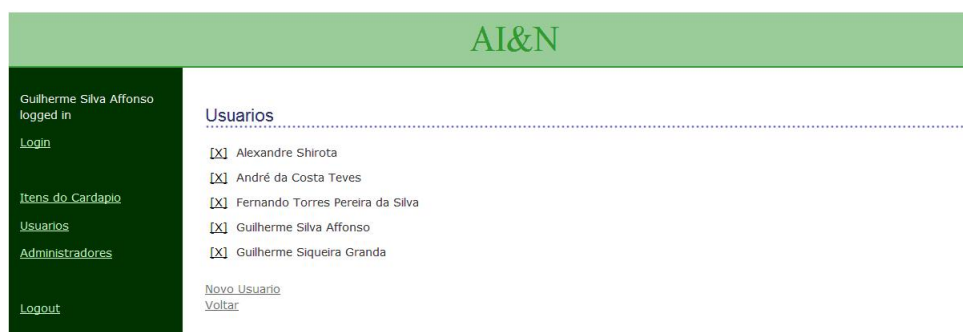 AI&N
Guilherme Silva Affonso
logged in
Login
Itens do Cardapio
Usuarios
Administradores
Logout
Usuarios
[X] Alexandre Shirota
[X] André da Costa Teves
[X] Fernando Torres Pereira da Silva
[X] Guilherme Silva Affonso
[X] Guilherme Siqueira Granda
Novo Usuario
Voltar